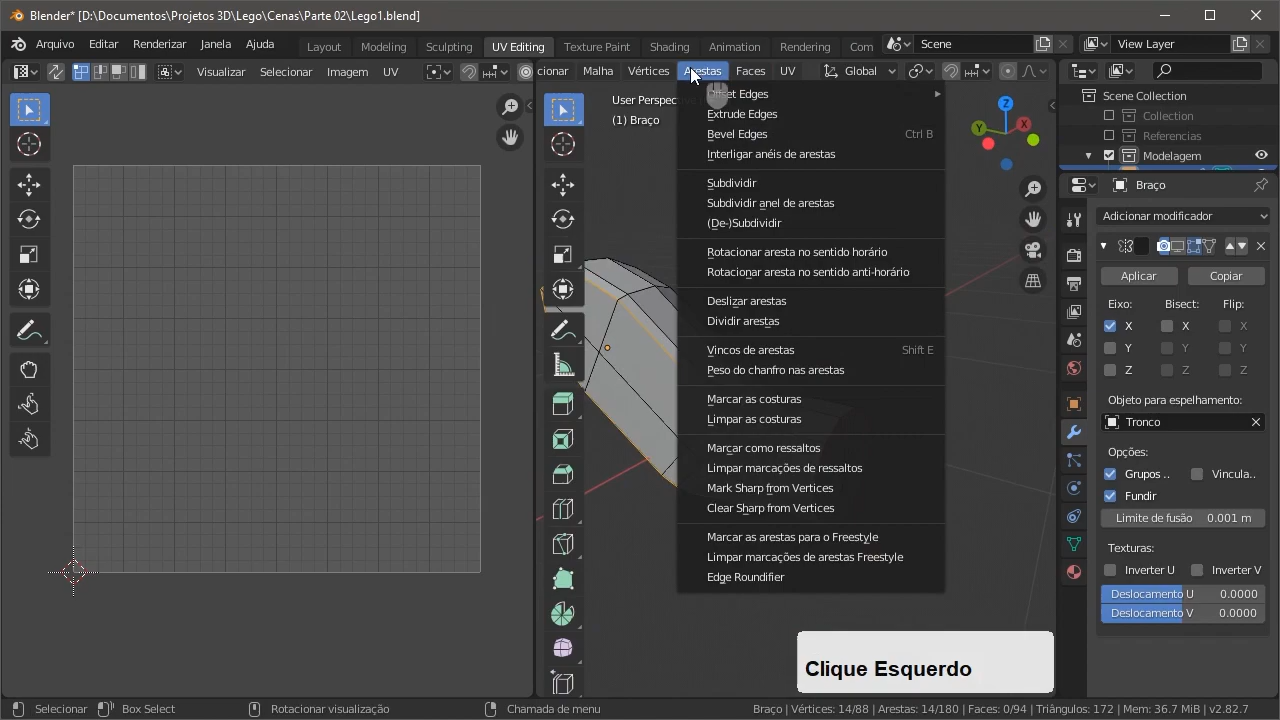 Blender* [D:\Documentos\Projetos 3D\Lego\Cenas\Parte 02\Lego1.blend]
Arquivo Editar Renderizar Janela Ajuda Layout Modeling Sculpting UV Editing Texture Paint Shading Animation Rendering Com Scene View Layer
Visualizar Selecionar Imagem UV
cionar Malha Vértices Arestas Faces UV Global
User Perspec
(1) Braço
Edges
Extrude Edges
Bevel Edges Ctrl B
Interligar anéis de arestas
Subdividir
Subdividir anel de arestas
(De-)Subdividir
Rotacionar aresta no sentido horário
Rotacionar aresta no sentido anti-horário
Deslizar arestas
Dividir arestas
Vincos de arestas Shift E
Peso do chanfro nas arestas
Marcar as costuras
Limpar as costuras
Marcar como ressaltos
Limpar marcações de ressaltos
Mark Sharp from Vertices
Clear Sharp from Vertices
Marcar as arestas para o Freestyle
Limpar marcações de arestas Freestyle
Edge Roundifier
Z
Y
X
Scene Collection
Collection
Referencias
Modelagem
Braço
Adicionar modificador
Aplicar Copiar
Eixo: Bisect: Flip:
X X X
Y Y Y
Z Z Z
Objeto para espelhamento:
Tronco
Opções:
Grupos .. Vincula..
Fundir
Limite de fusão 0.001 m
Texturas:
Inverter U Inverter V
Deslocamento U 0.0000
Deslocamento V 0.0000
Clique Esquerdo
Selecionar Box Select Rotacionar visualização Chamada de menu Braço | Vértices: 14/88 | Arestas: 14/180 | Faces: 0/94 | Triângulos: 172 | Mem: 36.7 MiB | v2.82.7